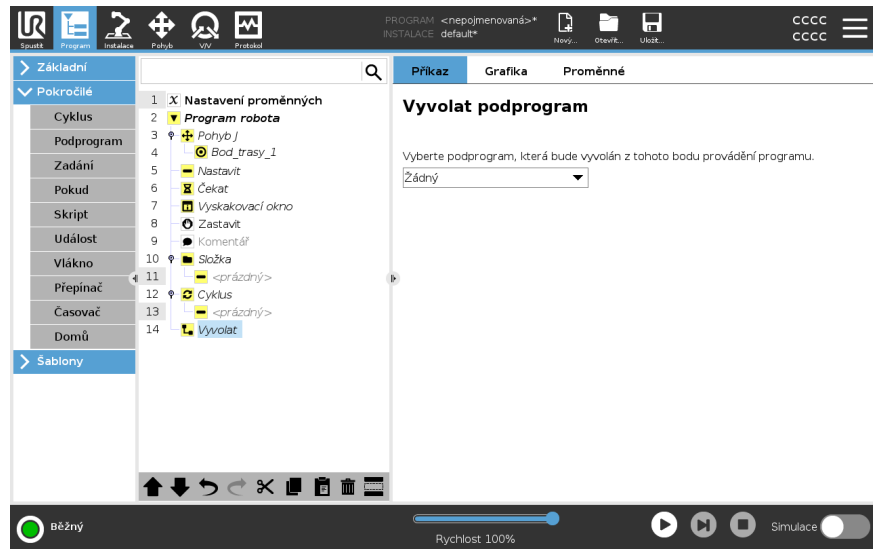 PROGRAM <nepojmenovaná>*
INSTALACE default*
CCCC
CCCC
Spustit Program Instalace Pohyb V/V Protokol Nový... Otevřít... Uložit...
Základní
Pokročilé
Cyklus
Podprogram
Zadání
Pokud
Skript
Událost
Vlákno
Přepínač
Časovač
Domů
Šablony
1 X Nastavení proměnných
2 Program robota
3 Pohyb J
4 Bod_trasy_1
5 Nastavit
6 Čekat
7 Vyskakovací okno
8 Zastavit
9 Komentář
10 Složka
11 <prázdný>
12 Cyklus
13 <prázdný>
14 Vyvolat
Příkaz Grafika Proměnné
Vyvolat podprogram
Vyberte podprogram, která bude vyvolán z tohoto bodu provádění programu.
Žádný
Běžný
Rychlost 100%
Simulace